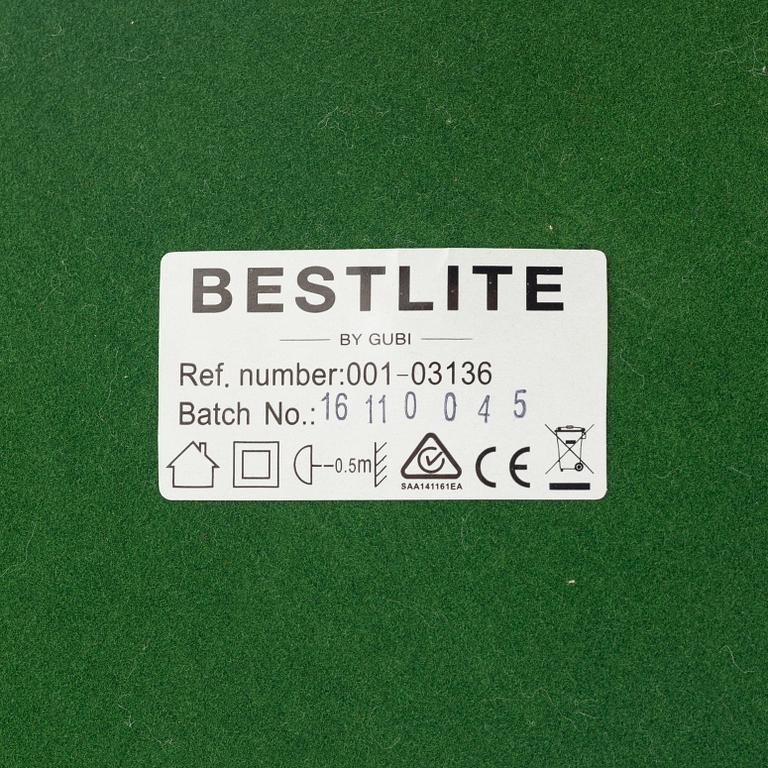 BESTLITE
BY GUBI
Ref. number:001-03136
Batch No.: 16 11 0 0 4 5
-0.5m
SAA141161EA
CE